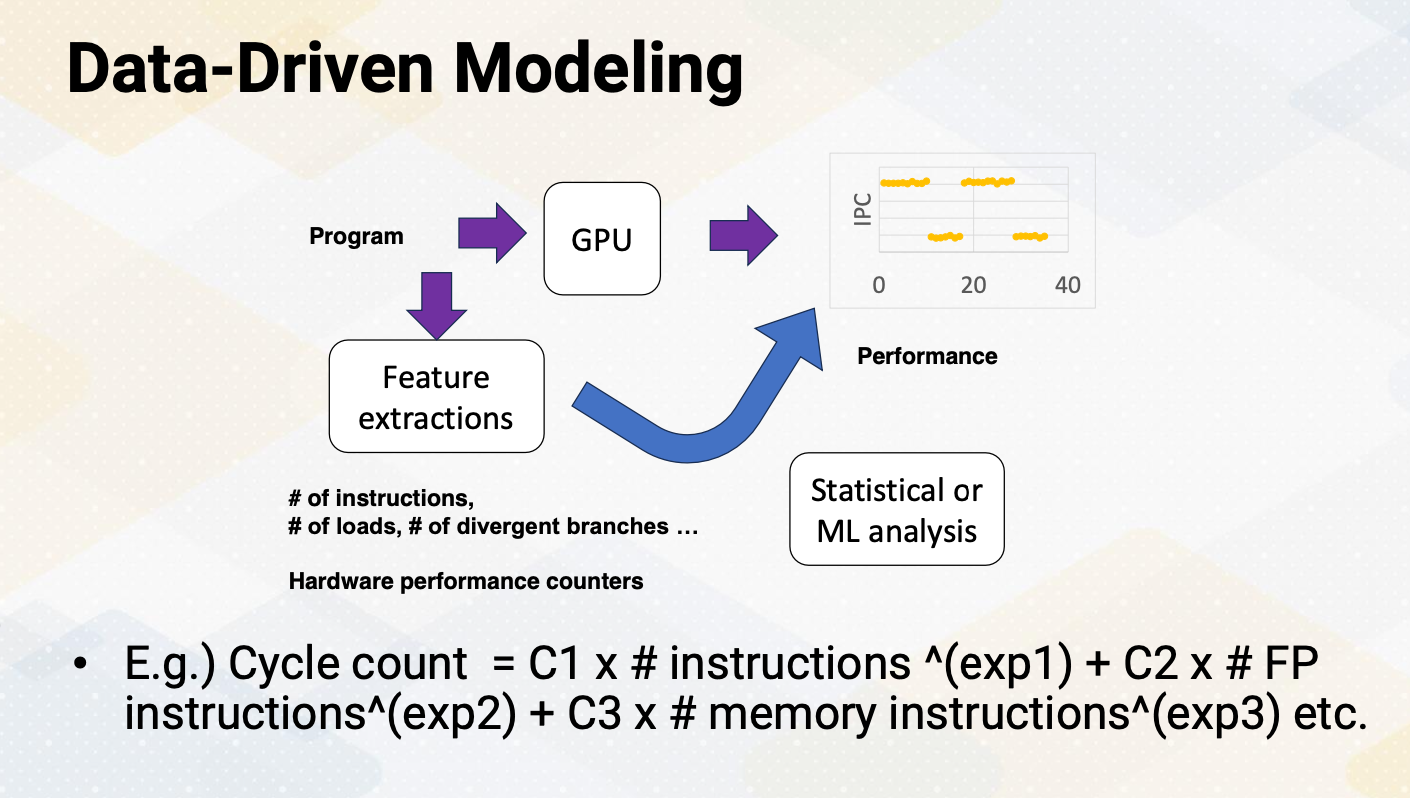 Data-Driven Modeling
Program
GPU
IPC
0 20 40
Performance
Feature
extractions
# of instructions,
# of loads, # of divergent branches …
Hardware performance counters
Statistical or
ML analysis
• E.g.) Cycle count = C1 x # instructions ^(exp1) + C2 x # FP
instructions^(exp2) + C3 x # memory instructions^(exp3) etc.